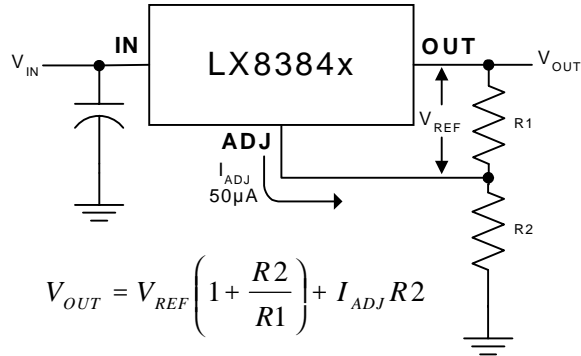 IN
LX8384x
OUT
V_IN
V_OUT
V_REF
R1
ADJ
I_ADJ
50µA
R2
V_OUT = V_REF(1 + R2/R1) + I_ADJ R2